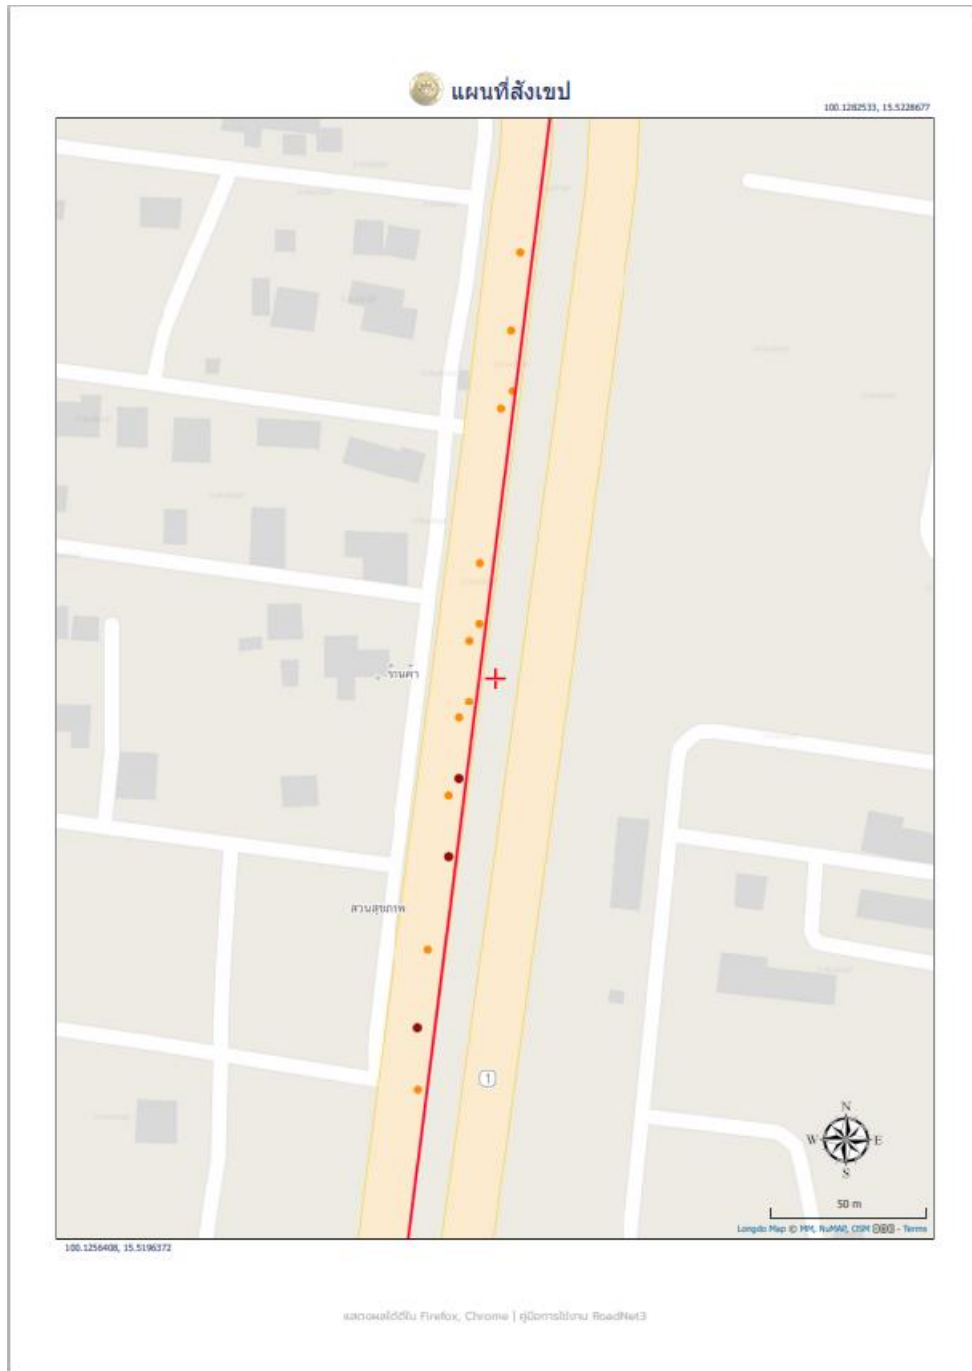 แผนที่สังเขป
100.1282533, 15.5228677
ร้านค้า
สวนสุขภาพ
1
N
W E
S
50 m
Longdo Map © MM, NuMAP, OSM - Terms
100.1256408, 15.5196372
แสดงผลได้ดีใน Firefox, Chrome | คู่มือการใช้งาน RoadNet3